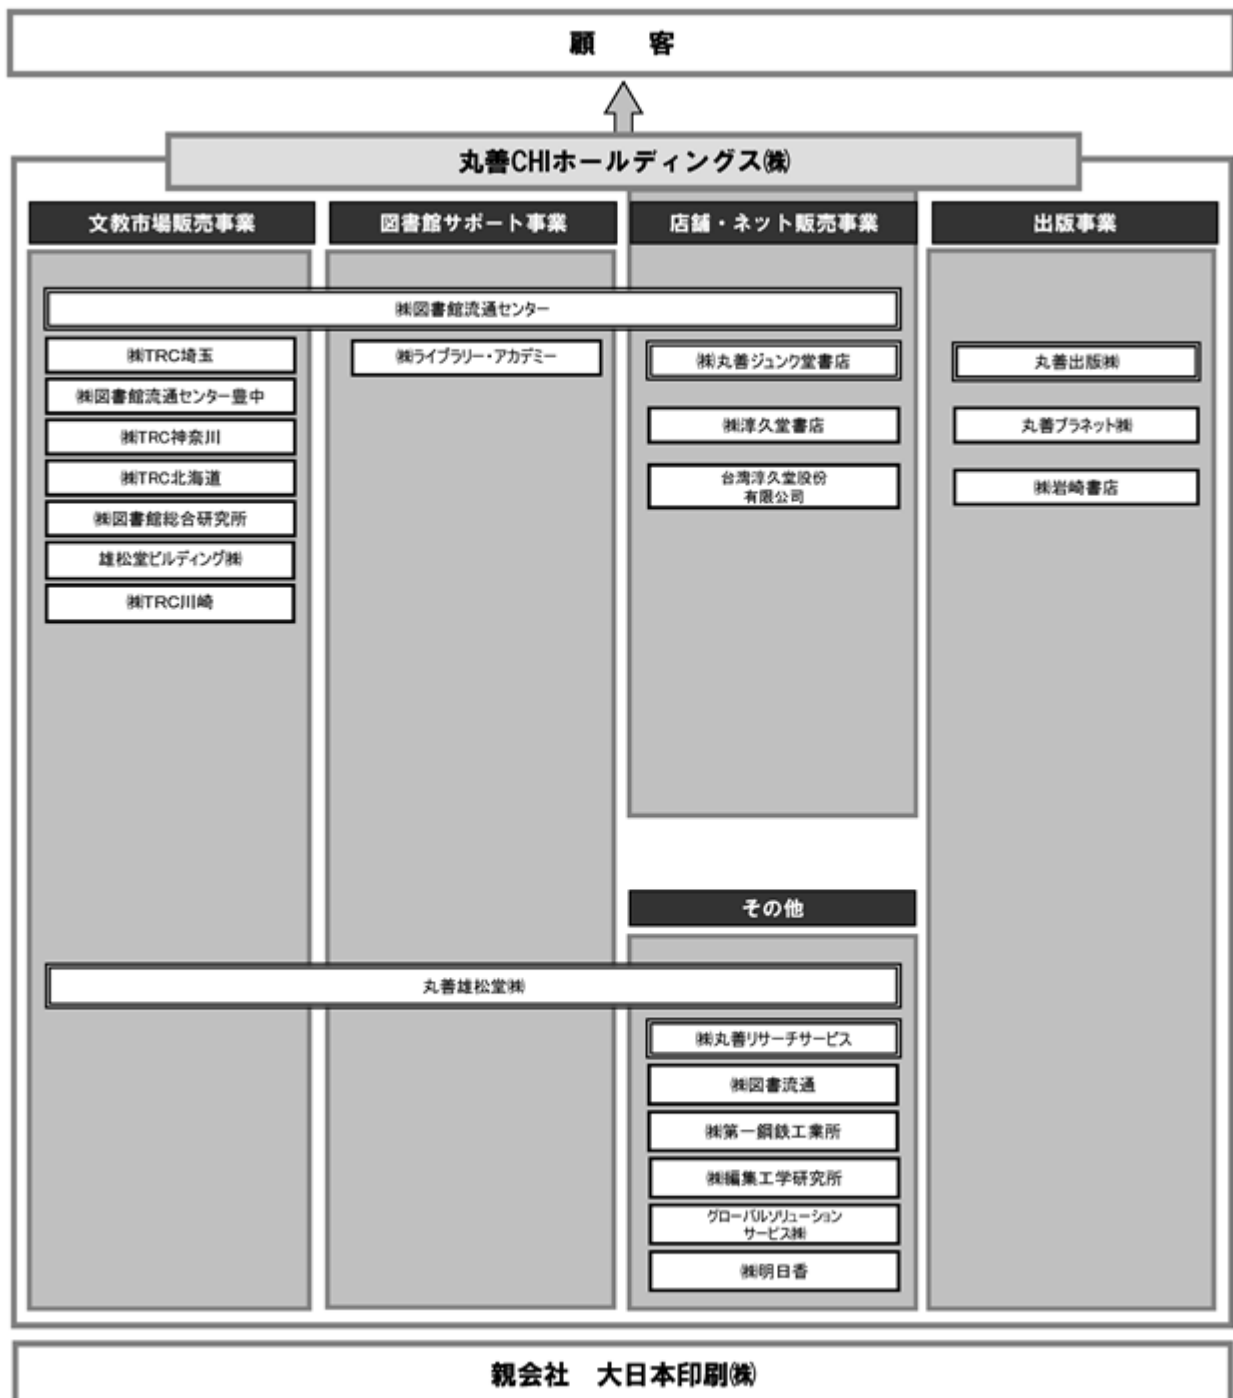 顧　客
丸善CHIホールディングス㈱
文教市場販売事業
図書館サポート事業
店舗・ネット販売事業
出版事業
㈱図書館流通センター
㈱TRC埼玉
㈱図書館流通センター豊中
㈱TRC神奈川
㈱TRC北海道
㈱図書館総合研究所
雄松堂ビルディング㈱
㈱TRC川崎
㈱ライブラリー・アカデミー
㈱丸善ジュンク堂書店
㈱淳久堂書店
台湾淳久堂股份
有限公司
丸善出版㈱
丸善プラネット㈱
㈱岩崎書店
その他
丸善雄松堂㈱
㈱丸善リサーチサービス
㈱図書流通
㈱第一鋼鉄工業所
㈱編集工学研究所
グローバルソリューション
サービス㈱
㈱明日香
親会社　大日本印刷㈱